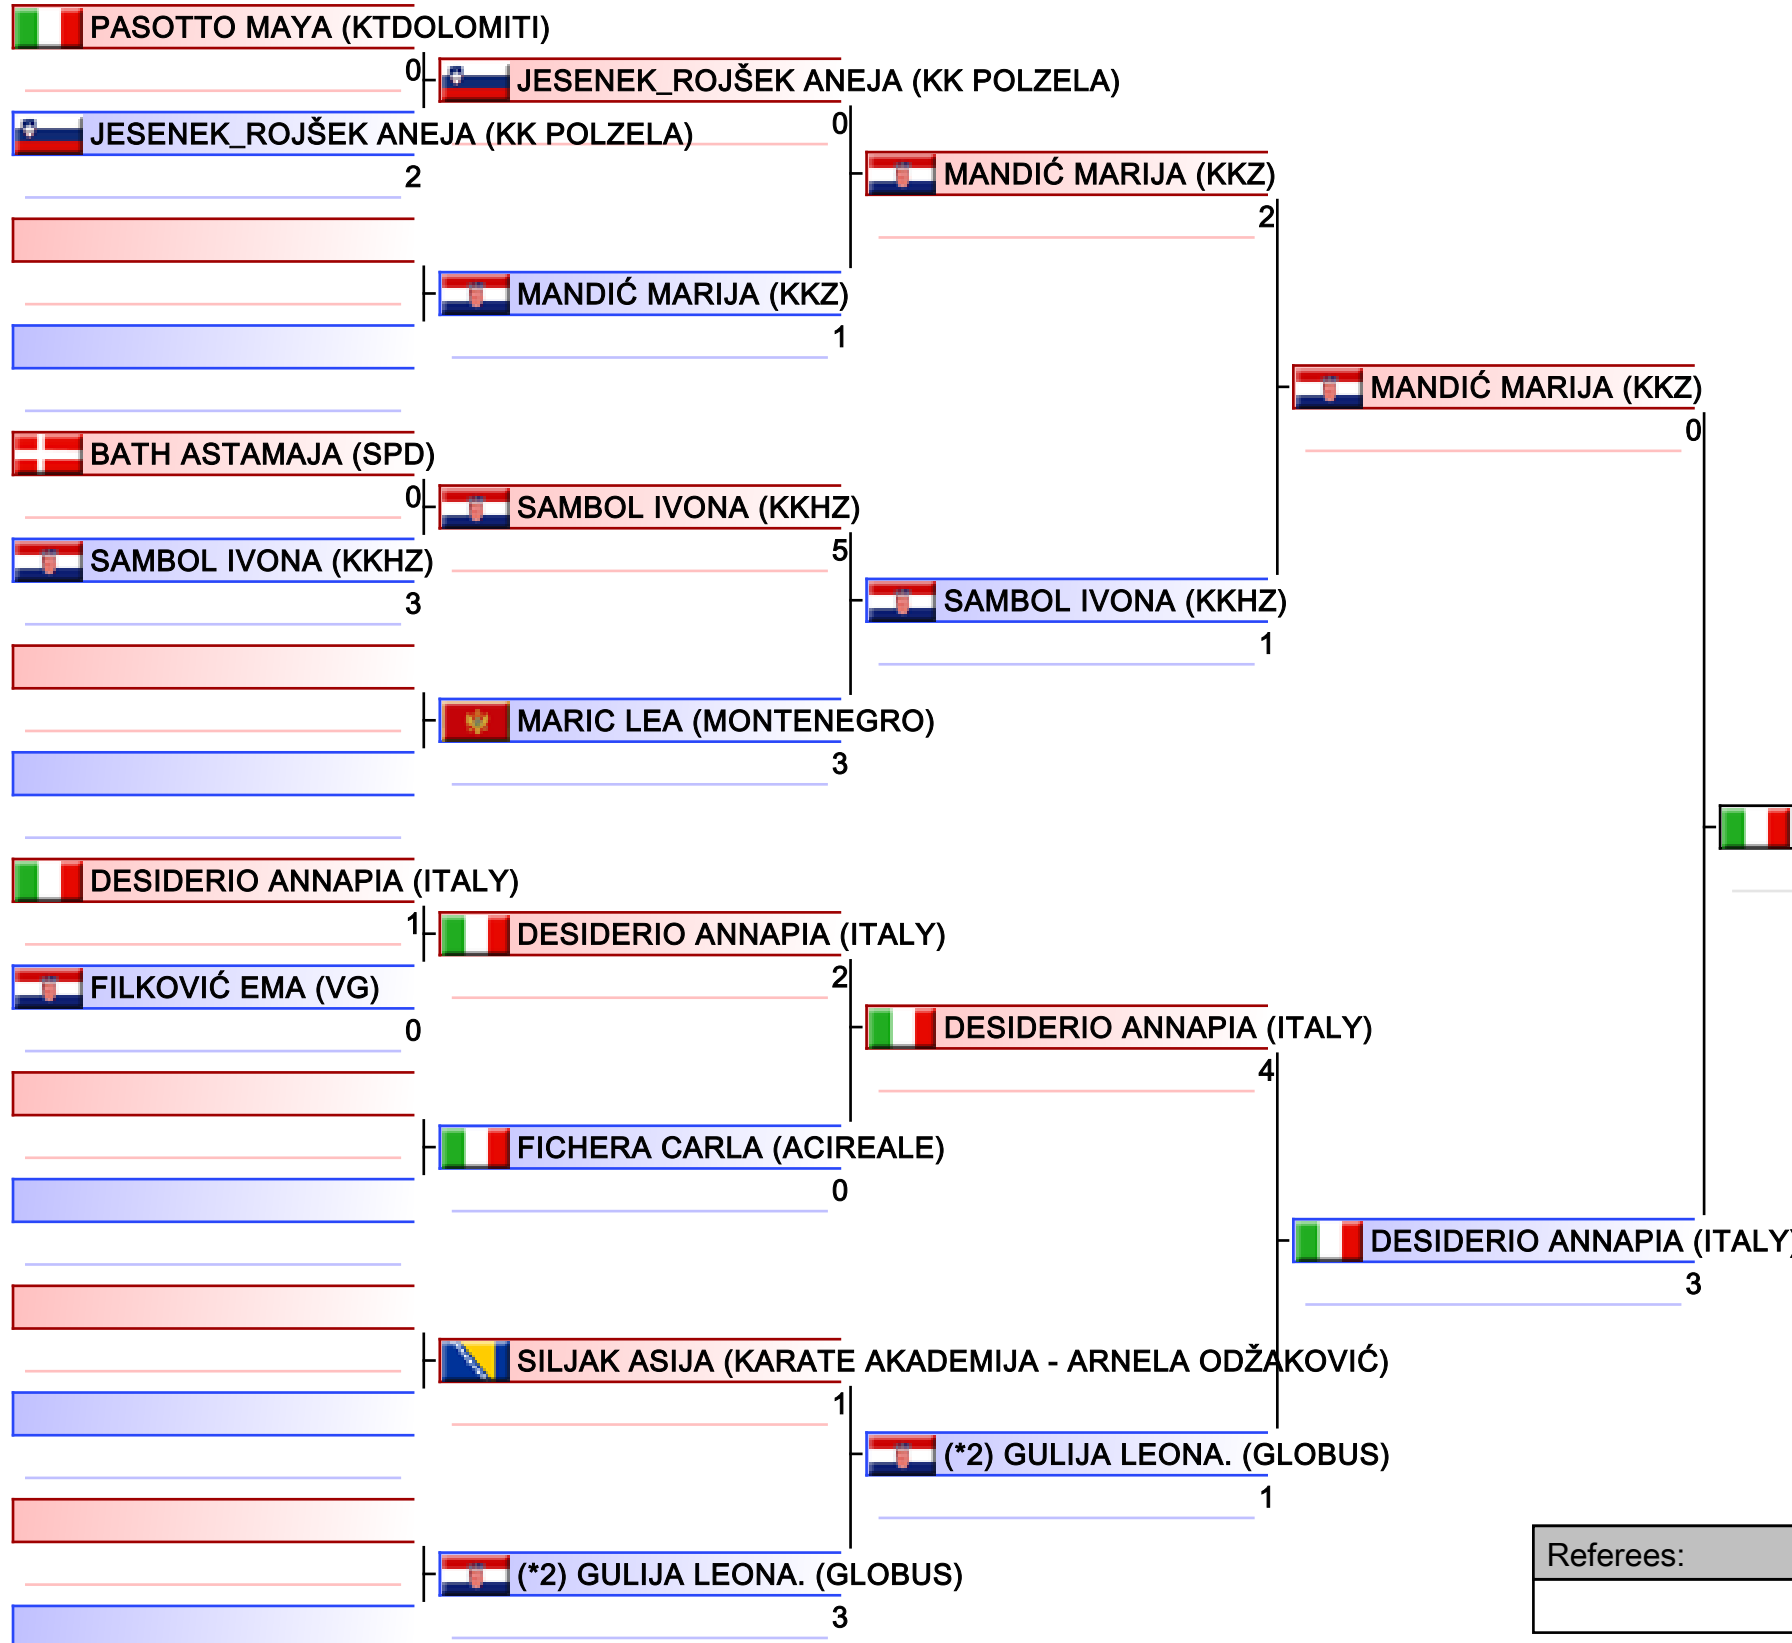 PASOTTO MAYA (KTDOLOMITI)
0
JESENEK_ROJŠEK ANEJA (KK POLZELA)
0
JESENEK_ROJŠEK ANEJA (KK POLZELA)
2
MANDIĆ MARIJA (KKZ)
2
MANDIĆ MARIJA (KKZ)
1
MANDIĆ MARIJA (KKZ)
0
BATH ASTAMAJA (SPD)
0
SAMBOL IVONA (KKHZ)
5
SAMBOL IVONA (KKHZ)
3
SAMBOL IVONA (KKHZ)
1
MARIC LEA (MONTENEGRO)
3
DESIDERIO ANNAPIA (ITALY)
1
DESIDERIO ANNAPIA (ITALY)
2
FILKOVIĆ EMA (VG)
0
DESIDERIO ANNAPIA (ITALY)
4
FICHERA CARLA (ACIREALE)
0
DESIDERIO ANNAPIA (ITALY)
3
SILJAK ASIJA (KARATE AKADEMIJA - ARNELA ODŽAKOVIĆ)
1
(*2) GULIJA LEONA. (GLOBUS)
1
(*2) GULIJA LEONA. (GLOBUS)
3
Referees: